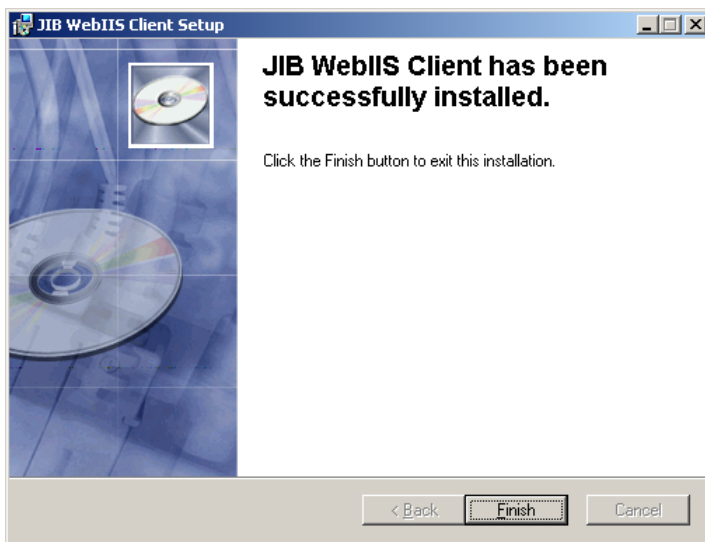 JIB WebIIS Client Setup
JIB WebIIS Client has been
successfully installed.
Click the Finish button to exit this installation.
< Back
Finish
Cancel